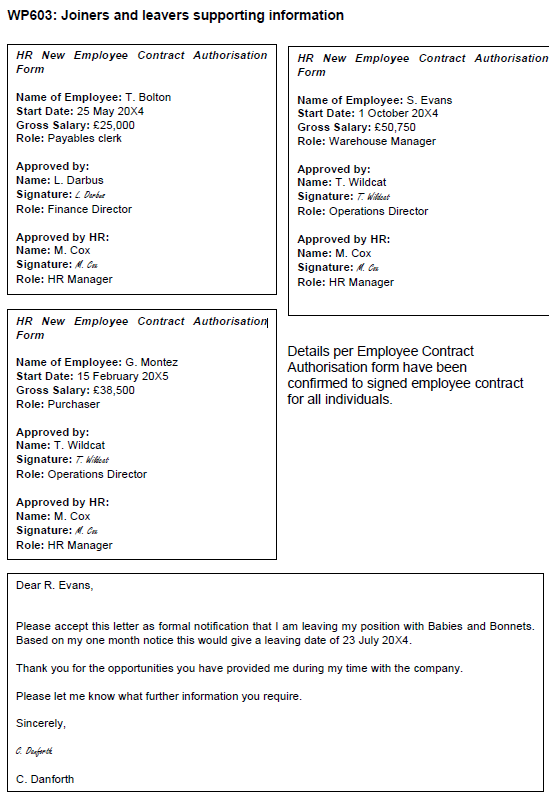 WP603: Joiners and leavers supporting information
HR New Employee Contract Authorisation
Form
Name of Employee: T. Bolton
Start Date: 25 May 20X4
Gross Salary: £25,000
Role: Payables clerk
Approved by:
Name: L. Darbus
Signature: L. Darbus
Role: Finance Director
Approved by HR:
Name: M. Cox
Signature: M. Cox
Role: HR Manager
HR New Employee Contract Authorisation
Form
Name of Employee: S. Evans
Start Date: 1 October 20X4
Gross Salary: £50,750
Role: Warehouse Manager
Approved by:
Name: T. Wildcat
Signature: T. Wildcat
Role: Operations Director
Approved by HR:
Name: M. Cox
Signature: M. Cox
Role: HR Manager
HR New Employee Contract Authorisation
Form
Name of Employee: G. Montez
Start Date: 15 February 20X5
Gross Salary: £38,500
Role: Purchaser
Approved by:
Name: T. Wildcat
Signature: T. Wildcat
Role: Operations Director
Approved by HR:
Name: M. Cox
Signature: M. Cox
Role: HR Manager
Details per Employee Contract
Authorisation form have been
confirmed to signed employee contract
for all individuals.
Dear R. Evans,
Please accept this letter as formal notification that I am leaving my position with Babies and Bonnets.
Based on my one month notice this would give a leaving date of 23 July 20X4.
Thank you for the opportunities you have provided me during my time with the company.
Please let me know what further information you require.
Sincerely,
C. Danforth
C. Danforth